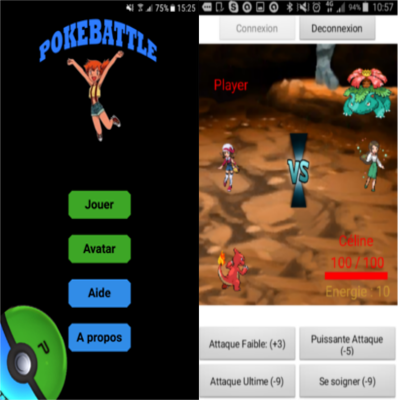 75% 15:25
POKEBATTLE
Jouer
Avatar
Aide
A propos
P
94% 10:57
Connexion
Deconnexion
Player
VS
Céline
100 / 100
Energie : 10
Attaque Faible: (+3)
Puissante Attaque
(-5)
Attaque Ultime (-9)
Se soigner (-9)